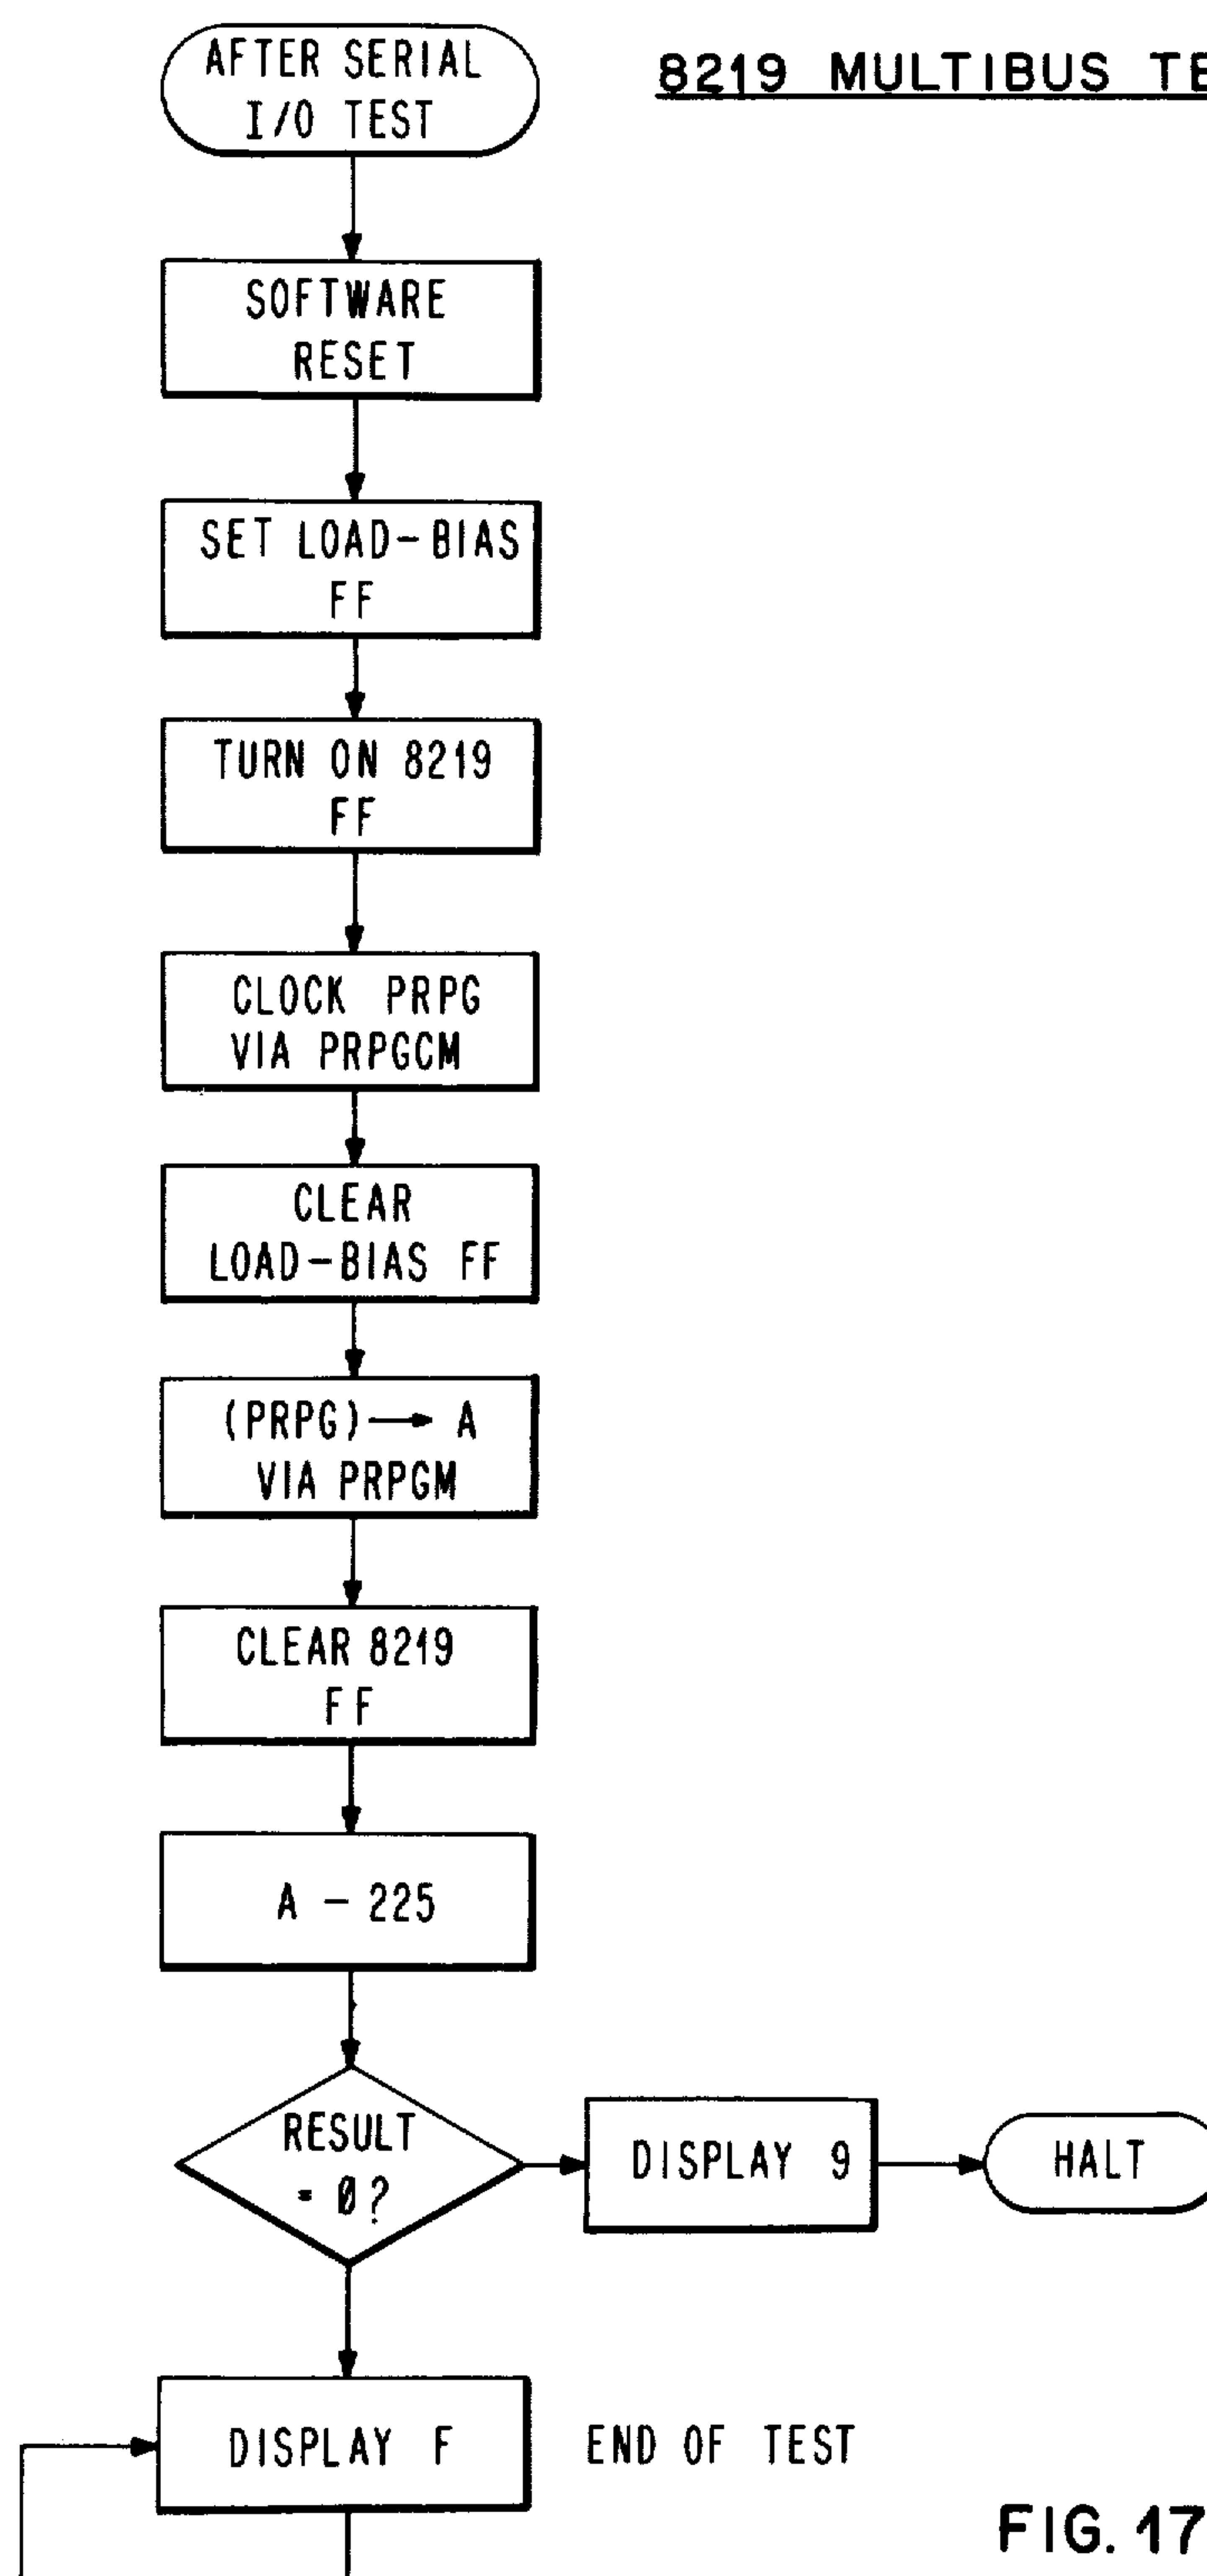 8219 MULTIBUS
AFTER SERIAL
I/O TEST
SOFTWARE
RESET
SET LOAD-BIAS
FF
TURN ON 8219
FF
CLOCK PRPG
VIA PRPGCM
CLEAR
LOAD-BIAS FF
(PRPG) → A
VIA PRPGM
CLEAR 8219
FF
A - 225
RESULT
= 0?
DISPLAY 9
HALT
DISPLAY F
END OF TEST
FIG. 17